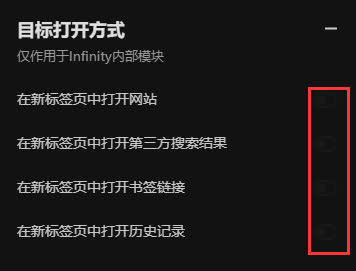 目标打开方式
仅作用于Infinity内部模块
在新标签页中打开网站
在新标签页中打开第三方搜索结果
在新标签页中打开书签链接
在新标签页中打开历史记录